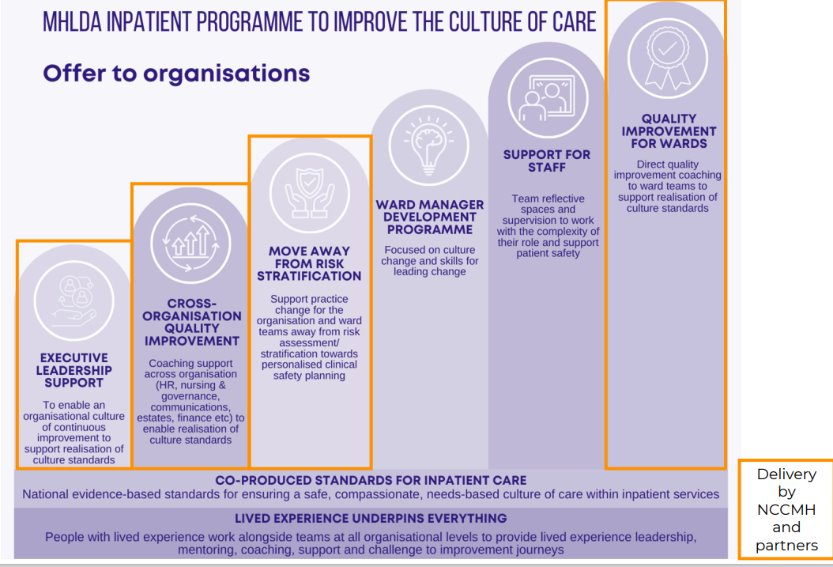 MHLDA INPATIENT PROGRAMME TO IMPROVE THE CULTURE OF CARE
Offer to organisations
EXECUTIVE
LEADERSHIP
SUPPORT
To enable an
organisational culture
of continuous
improvement to
support realisation of
culture standards
CROSS-
ORGANISATION
QUALITY
IMPROVEMENT
Coaching support
across organisation
(HR, nursing &
governance,
communications,
estates, finance etc) to
enable realisation of
culture standards
MOVE AWAY
FROM RISK
STRATIFICATION
Support practice
change for the
organisation and ward
teams away from risk
assessment/
stratification towards
personalised clinical
safety planning
WARD MANAGER
DEVELOPMENT
PROGRAMME
Focused on culture
change and skills for
leading change
SUPPORT FOR
STAFF
Team reflective
spaces and
supervision to work
with the complexity of
their role and support
patient safety
QUALITY
IMPROVEMENT
FOR WARDS
Direct quality
improvement coaching
to ward teams to
support realisation of
culture standards
CO-PRODUCED STANDARDS FOR INPATIENT CARE
National evidence-based standards for ensuring a safe, compassionate, needs-based culture of care within inpatient services
LIVED EXPERIENCE UNDERPINS EVERYTHING
People with lived experience work alongside teams at all organisational levels to provide lived experience leadership,
mentoring, coaching, support and challenge to improvement journeys
Delivery
by
NCCMH
and
partners